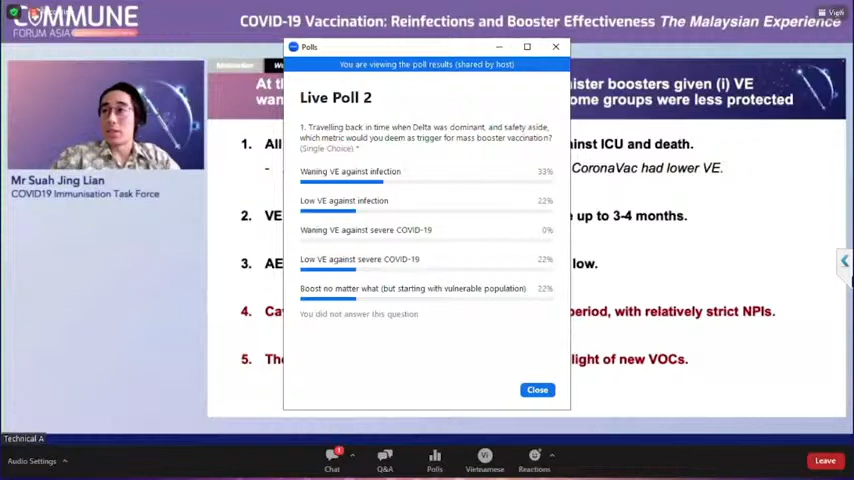 COMMUNE
FORUM ASIA
COVID-19 Vaccination: Reinfections and Booster Effectiveness The Malaysian Experience
View
Polls
You are viewing the poll results (shared by host)
Motivation
At th
nister boosters given (i) VE
wan
ome groups were less protected
Live Poll 2
1. Travelling back in time when Delta was dominant, and safety aside,
which metric would you deem as trigger for mass booster vaccination?
(Single Choice) *
Waning VE against infection 33%
Low VE against infection 22%
Waning VE against severe COVID-19 0%
Low VE against severe COVID-19 22%
Boost no matter what (but starting with vulnerable population) 22%
You did not answer this question
Close
1. All
ainst ICU and death.
- CoronaVac had lower VE.
2. VE
e up to 3-4 months.
3. AE
low.
4. Ca
period, with relatively strict NPIs.
5. The
light of new VOCs.
Mr Suah Jing Lian
COVID19 Immunisation Task Force
Technical A
Audio Settings
1
Chat
Q&A
Polls
Vi
Vietnamese
Reactions
Leave